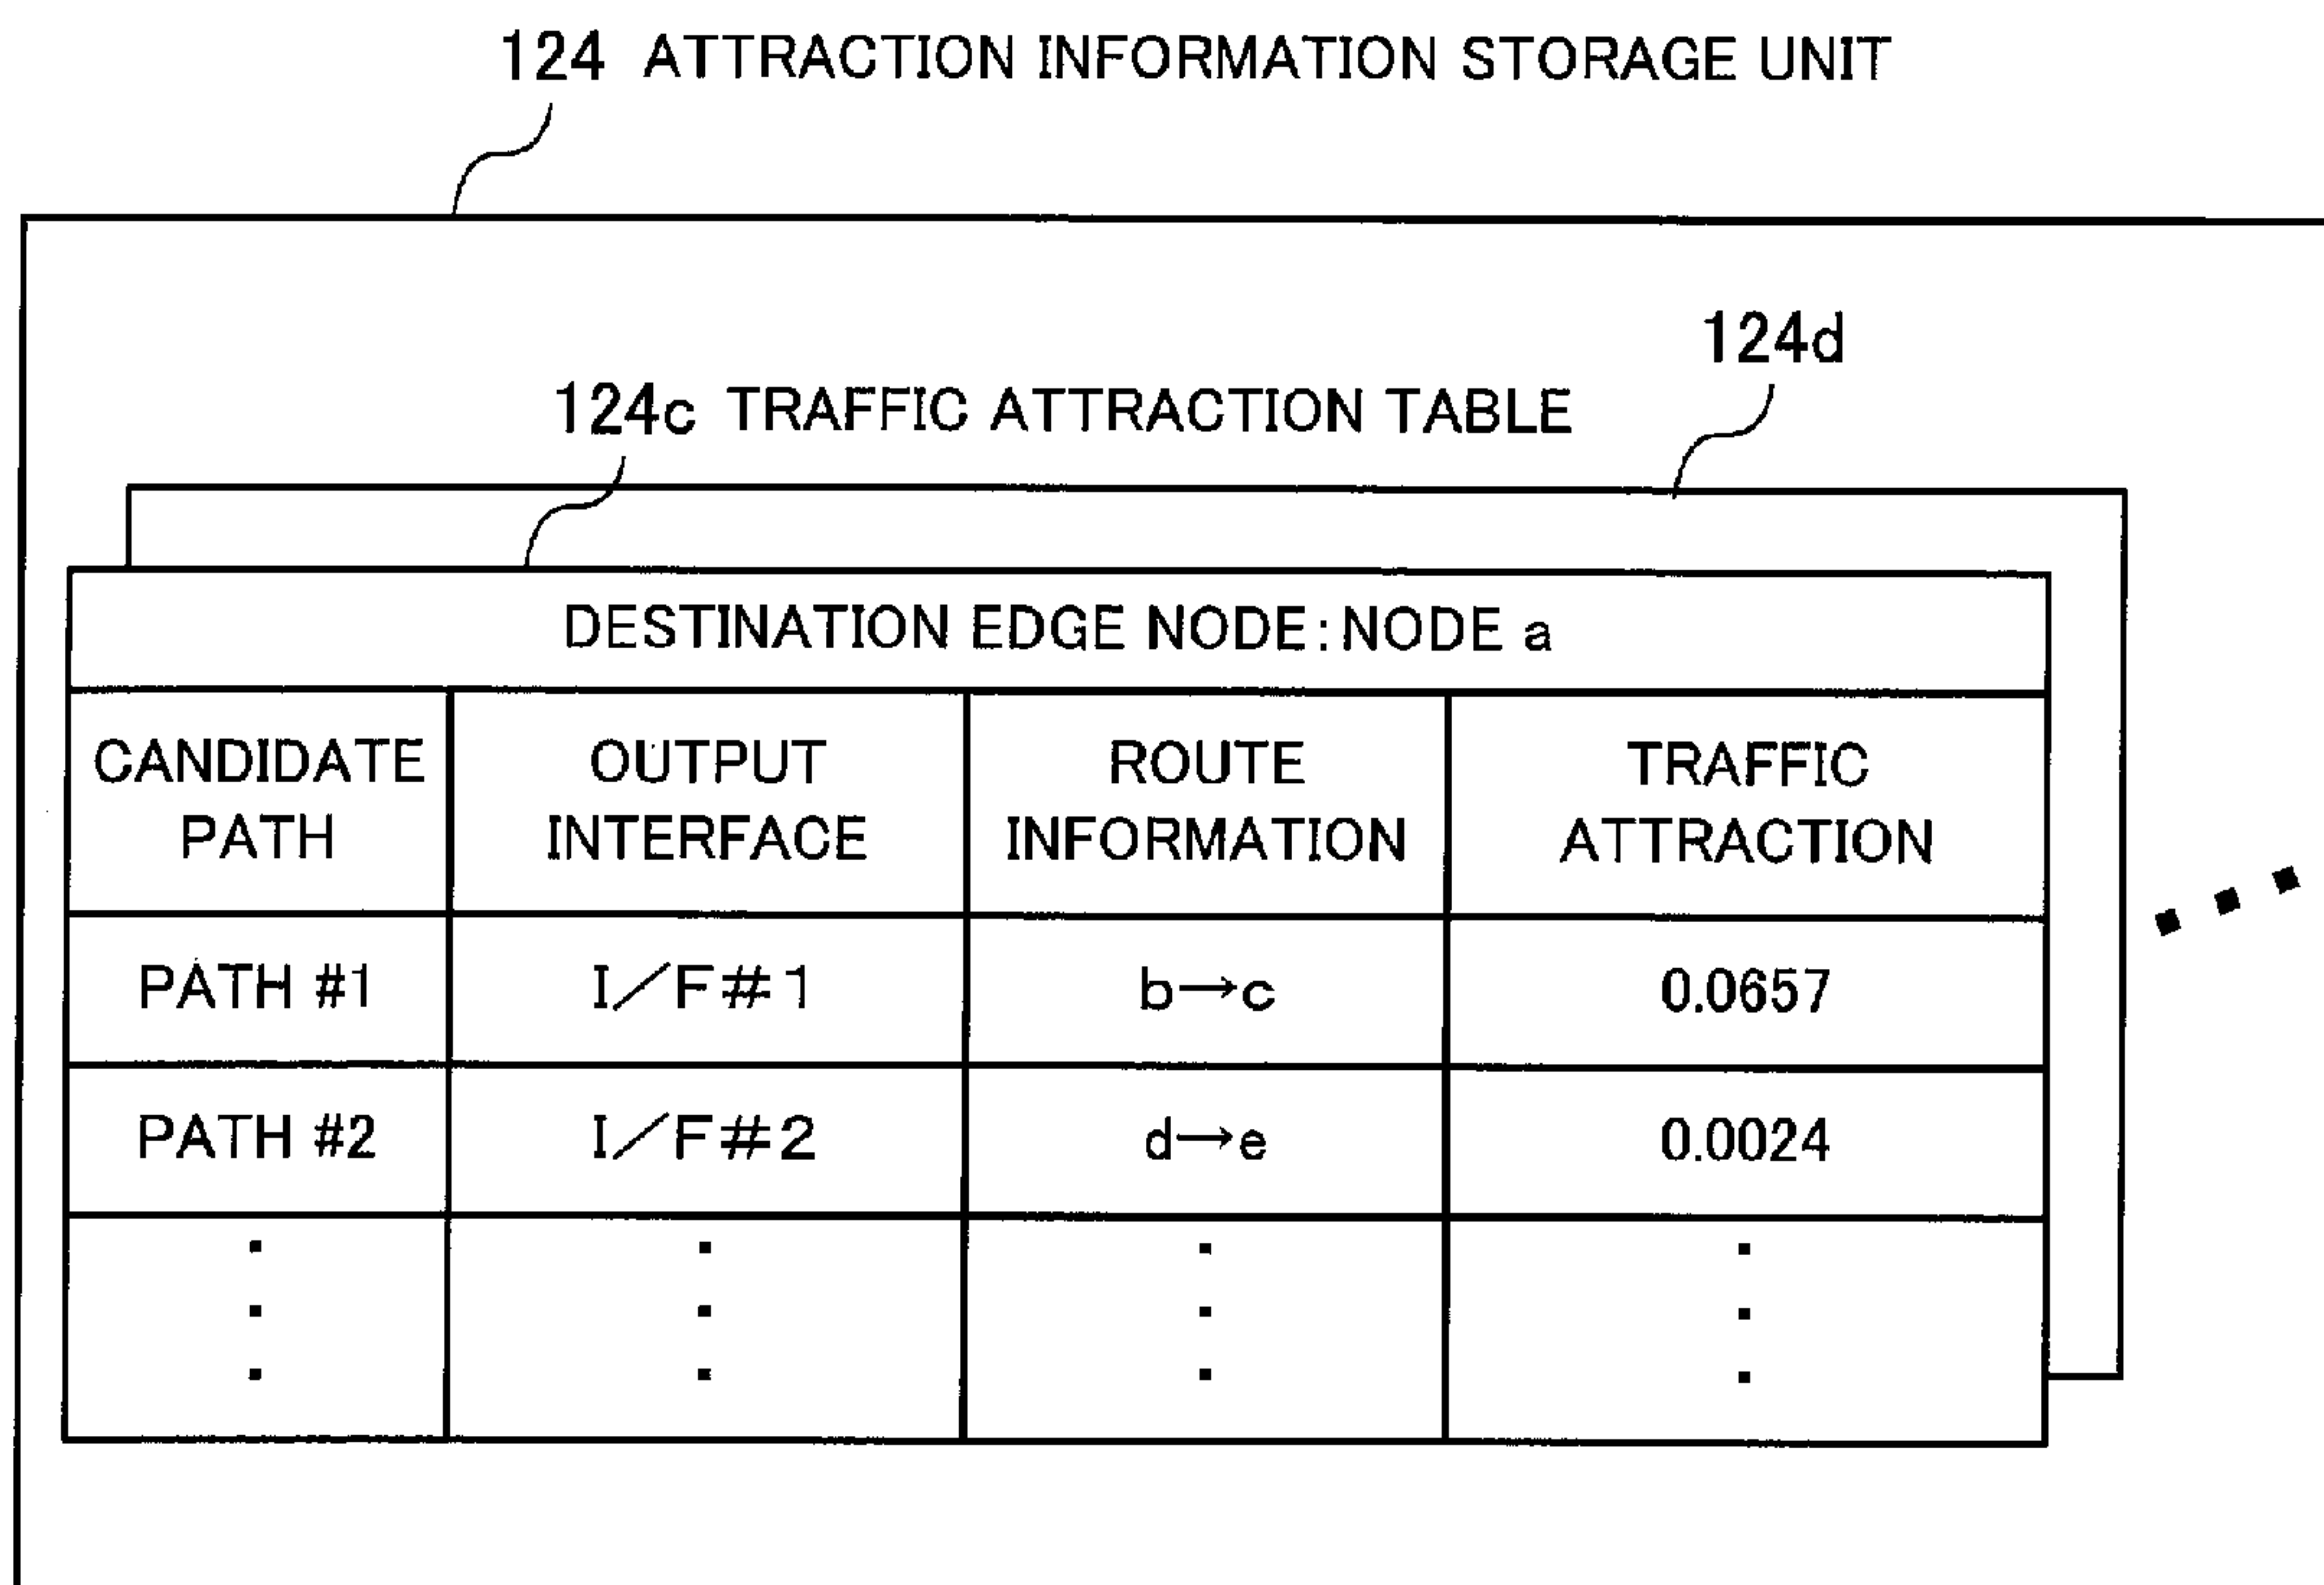 124 ATTRACTION INFORMATION STORAGE UNIT
124d
124c TRAFFIC ATTRACTION TABLE
DESTINATION EDGE NODE:NODE a
CANDIDATE PATH
OUTPUT INTERFACE
ROUTE INFORMATION
TRAFFIC ATTRACTION
PATH #1
I/F#1
b→c
0.0657
PATH #2
I/F#2
d→e
0.0024